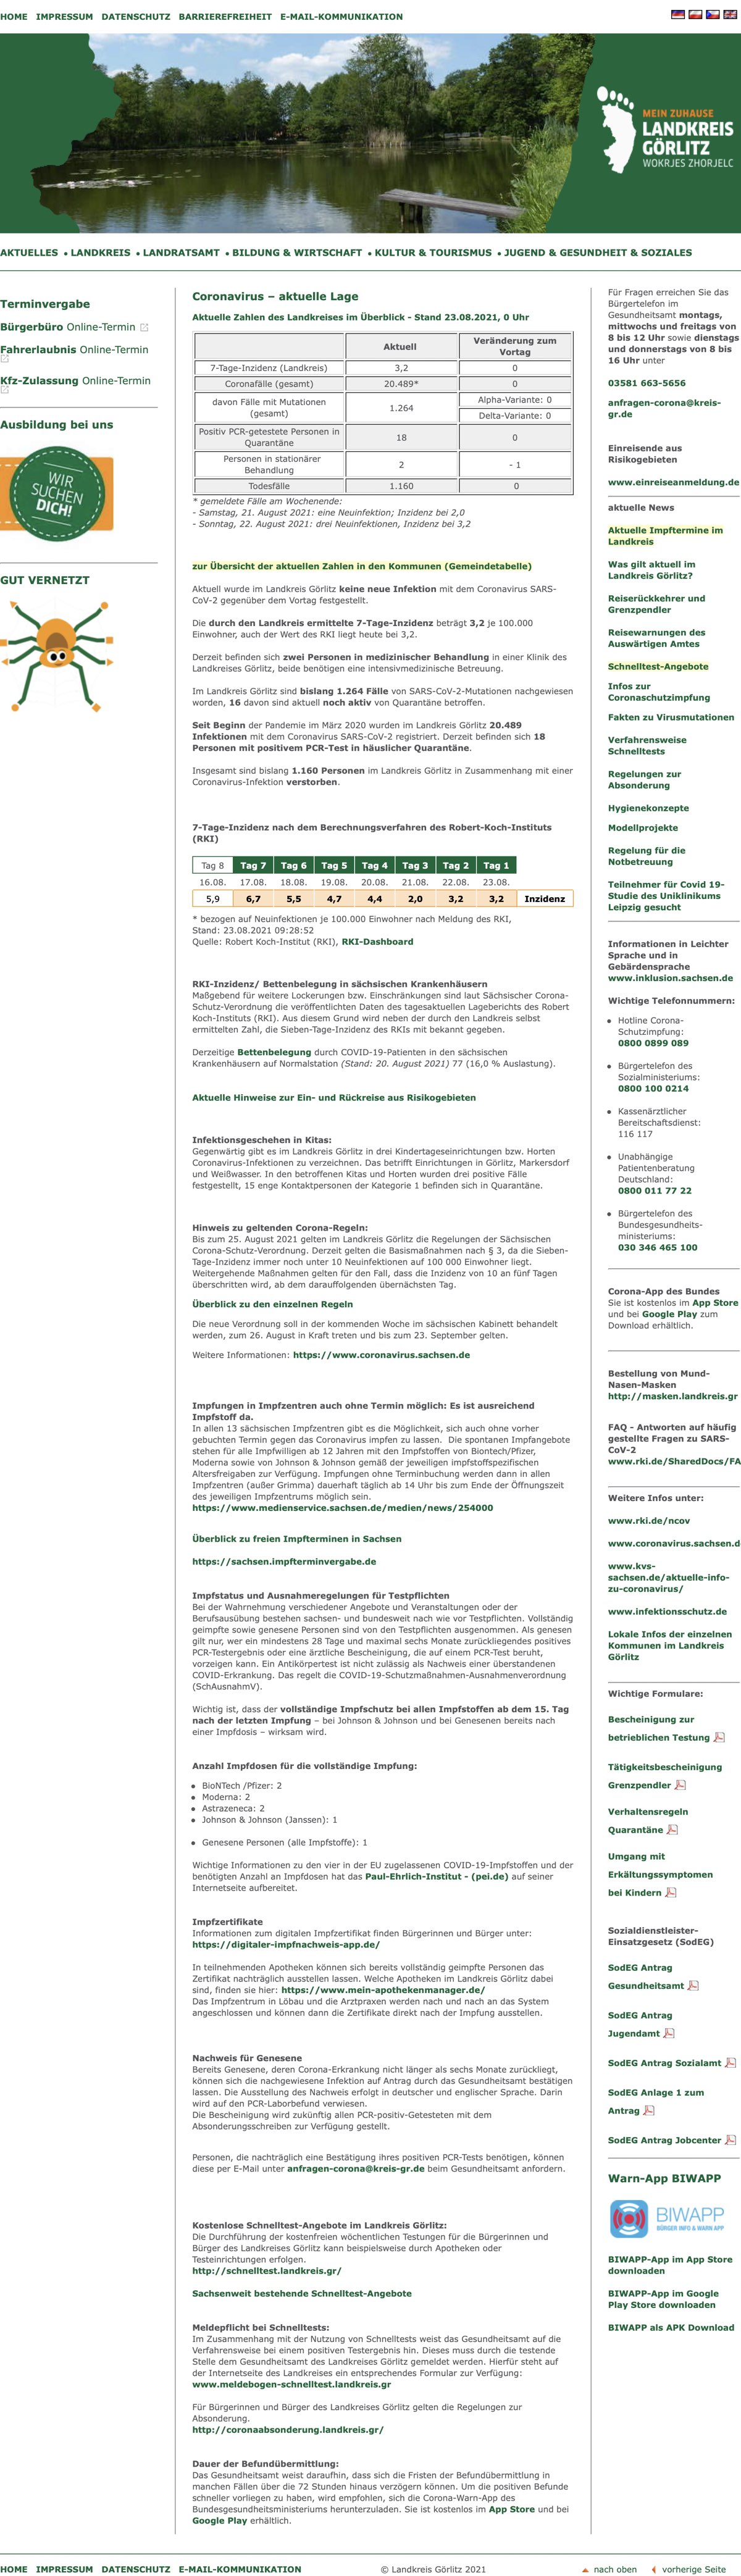 HOME IMPRESSUM DATENSCHUTZ BARRIEREFREIHEIT E-MAIL-KOMMUNIKATION
MEIN ZUHAUSE
LANDKREIS
GÖRLITZ
WOKRJES ZHORJELC
AKTUELLES • LANDKREIS • LANDRATSAMT • BILDUNG & WIRTSCHAFT • KULTUR & TOURISMUS • JUGEND & GESUNDHEIT & SOZIALES
Terminvergabe
Bürgerbüro Online-Termin
Fahrerlaubnis Online-Termin
Kfz-Zulassung Online-Termin
Ausbildung bei uns
WIR
SUCHEN
DICH!
GUT VERNETZT
Coronavirus – aktuelle Lage
Aktuelle Zahlen des Landkreises im Überblick - Stand 23.08.2021, 0 Uhr
Aktuell Veränderung zum
Vortag
7-Tage-Inzidenz (Landkreis) 3,2 0
Coronafälle (gesamt) 20.489* 0
davon Fälle mit Mutationen
(gesamt) 1.264 Alpha-Variante: 0
Delta-Variante: 0
Positiv PCR-getestete Personen in
Quarantäne 18 0
Personen in stationärer
Behandlung 2 - 1
Todesfälle 1.160 0
* gemeldete Fälle am Wochenende:
- Samstag, 21. August 2021: eine Neuinfektion; Inzidenz bei 2,0
- Sonntag, 22. August 2021: drei Neuinfektionen, Inzidenz bei 3,2
zur Übersicht der aktuellen Zahlen in den Kommunen (Gemeindetabelle)
Aktuell wurde im Landkreis Görlitz keine neue Infektion mit dem Coronavirus SARS-
CoV-2 gegenüber dem Vortag festgestellt.
Die durch den Landkreis ermittelte 7-Tage-Inzidenz beträgt 3,2 je 100.000
Einwohner, auch der Wert des RKI liegt heute bei 3,2.
Derzeit befinden sich zwei Personen in medizinischer Behandlung in einer Klinik des
Landkreises Görlitz, beide benötigen eine intensivmedizinische Betreuung.
Im Landkreis Görlitz sind bislang 1.264 Fälle von SARS-CoV-2-Mutationen nachgewiesen
worden, 16 davon sind aktuell noch aktiv von Quarantäne betroffen.
Seit Beginn der Pandemie im März 2020 wurden im Landkreis Görlitz 20.489
Infektionen mit dem Coronavirus SARS-CoV-2 registriert. Derzeit befinden sich 18
Personen mit positivem PCR-Test in häuslicher Quarantäne.
Insgesamt sind bislang 1.160 Personen im Landkreis Görlitz in Zusammenhang mit einer
Coronavirus-Infektion verstorben.
7-Tage-Inzidenz nach dem Berechnungsverfahren des Robert-Koch-Instituts
(RKI)
Tag 8 Tag 7 Tag 6 Tag 5 Tag 4 Tag 3 Tag 2 Tag 1
16.08. 17.08. 18.08. 19.08. 20.08. 21.08. 22.08. 23.08.
5,9 6,7 5,5 4,7 4,4 2,0 3,2 3,2 Inzidenz
* bezogen auf Neuinfektionen je 100.000 Einwohner nach Meldung des RKI,
Stand: 23.08.2021 09:28:52
Quelle: Robert Koch-Institut (RKI), RKI-Dashboard
RKI-Inzidenz/ Bettenbelegung in sächsischen Krankenhäusern
Maßgebend für weitere Lockerungen bzw. Einschränkungen sind laut Sächsischer Corona-
Schutz-Verordnung die veröffentlichten Daten des tagesaktuellen Lageberichts des Robert
Koch-Instituts (RKI). Aus diesem Grund wird neben der durch den Landkreis selbst
ermittelten Zahl, die Sieben-Tage-Inzidenz des RKIs mit bekannt gegeben.
Derzeitige Bettenbelegung durch COVID-19-Patienten in den sächsischen
Krankenhäusern auf Normalstation (Stand: 20. August 2021) 77 (16,0 % Auslastung).
Aktuelle Hinweise zur Ein- und Rückreise aus Risikogebieten
Infektionsgeschehen in Kitas:
Gegenwärtig gibt es im Landkreis Görlitz in drei Kindertageseinrichtungen bzw. Horten
Coronavirus-Infektionen zu verzeichnen. Das betrifft Einrichtungen in Görlitz, Markersdorf
und Weißwasser. In den betroffenen Kitas und Horten wurden drei positive Fälle
festgestellt, 15 enge Kontaktpersonen der Kategorie 1 befinden sich in Quarantäne.
Hinweis zu geltenden Corona-Regeln:
Bis zum 25. August 2021 gelten im Landkreis Görlitz die Regelungen der Sächsischen
Corona-Schutz-Verordnung. Derzeit gelten die Basismaßnahmen nach § 3, da die Sieben-
Tage-Inzidenz immer noch unter 10 Neuinfektionen auf 100 000 Einwohner liegt.
Weitergehende Maßnahmen gelten für den Fall, dass die Inzidenz von 10 an fünf Tagen
überschritten wird, ab dem darauffolgenden übernächsten Tag.
Überblick zu den einzelnen Regeln
Die neue Verordnung soll in der kommenden Woche im sächsischen Kabinett behandelt
werden, zum 26. August in Kraft treten und bis zum 23. September gelten.
Weitere Informationen: https://www.coronavirus.sachsen.de
Impfungen in Impfzentren auch ohne Termin möglich: Es ist ausreichend
Impfstoff da.
In allen 13 sächsischen Impfzentren gibt es die Möglichkeit, sich auch ohne vorher
gebuchten Termin gegen das Coronavirus impfen zu lassen. Die spontanen Impfangebote
stehen für alle Impfwilligen ab 12 Jahren mit den Impfstoffen von Biontech/Pfizer,
Moderna sowie von Johnson & Johnson gemäß der jeweiligen impfstoffspezifischen
Altersfreigaben zur Verfügung. Impfungen ohne Terminbuchung werden dann in allen
Impfzentren (außer Grimma) dauerhaft täglich ab 14 Uhr bis zum Ende der Öffnungszeit
des jeweiligen Impfzentrums möglich sein.
https://www.medienservice.sachsen.de/medien/news/254000
Überblick zu freien Impfterminen in Sachsen
https://sachsen.impfterminvergabe.de
Impfstatus und Ausnahmeregelungen für Testpflichten
Bei der Wahrnehmung verschiedener Angebote und Veranstaltungen oder der
Berufsausübung bestehen sachsen- und bundesweit nach wie vor Testpflichten. Vollständig
geimpfte sowie genesene Personen sind von den Testpflichten ausgenommen. Als genesen
gilt nur, wer ein mindestens 28 Tage und maximal sechs Monate zurückliegendes positives
PCR-Testergebnis oder eine ärztliche Bescheinigung, die auf einem PCR-Test beruht,
vorzeigen kann. Ein Antikörpertest ist nicht zulässig als Nachweis einer überstandenen
COVID-Erkrankung. Das regelt die COVID-19-Schutzmaßnahmen-Ausnahmenverordnung
(SchAusnahmV).
Wichtig ist, dass der vollständige Impfschutz bei allen Impfstoffen ab dem 15. Tag
nach der letzten Impfung – bei Johnson & Johnson und bei Genesenen bereits nach
einer Impfdosis – wirksam wird.
Anzahl Impfdosen für die vollständige Impfung:
• BioNTech /Pfizer: 2
• Moderna: 2
• Astrazeneca: 2
• Johnson & Johnson (Janssen): 1
• Genesene Personen (alle Impfstoffe): 1
Wichtige Informationen zu den vier in der EU zugelassenen COVID-19-Impfstoffen und der
benötigten Anzahl an Impfdosen hat das Paul-Ehrlich-Institut - (pei.de) auf seiner
Internetseite aufbereitet.
Impfzertifikate
Informationen zum digitalen Impfzertifikat finden Bürgerinnen und Bürger unter:
https://digitaler-impfnachweis-app.de/
In teilnehmenden Apotheken können sich bereits vollständig geimpfte Personen das
Zertifikat nachträglich ausstellen lassen. Welche Apotheken im Landkreis Görlitz dabei
sind, finden sie hier: https://www.mein-apothekenmanager.de/
Das Impfzentrum in Löbau und die Arztpraxen werden nach und nach an das System
angeschlossen und können dann die Zertifikate direkt nach der Impfung ausstellen.
Nachweis für Genesene
Bereits Genesene, deren Corona-Erkrankung nicht länger als sechs Monate zurückliegt,
können sich die nachgewiesene Infektion auf Antrag durch das Gesundheitsamt bestätigen
lassen. Die Ausstellung des Nachweis erfolgt in deutscher und englischer Sprache. Darin
wird auf den PCR-Laborbefund verwiesen.
Die Bescheinigung wird zukünftig allen PCR-positiv-Getesteten mit dem
Absonderungsschreiben zur Verfügung gestellt.
Personen, die nachträglich eine Bestätigung ihres positiven PCR-Tests benötigen, können
diese per E-Mail unter anfragen-corona@kreis-gr.de beim Gesundheitsamt anfordern.
Kostenlose Schnelltest-Angebote im Landkreis Görlitz:
Die Durchführung der kostenfreien wöchentlichen Testungen für die Bürgerinnen und
Bürger des Landkreises Görlitz kann beispielsweise durch Apotheken oder
Testeinrichtungen erfolgen.
http://schnelltest.landkreis.gr/
Sachsenweit bestehende Schnelltest-Angebote
Meldepflicht bei Schnelltests:
Im Zusammenhang mit der Nutzung von Schnelltests weist das Gesundheitsamt auf die
Verfahrensweise bei einem positiven Testergebnis hin. Dieses muss durch die testende
Stelle dem Gesundheitsamt des Landkreises Görlitz gemeldet werden. Hierfür steht auf
der Internetseite des Landkreises ein entsprechendes Formular zur Verfügung:
www.meldebogen-schnelltest.landkreis.gr
Für Bürgerinnen und Bürger des Landkreises Görlitz gelten die Regelungen zur
Absonderung.
http://coronaabsonderung.landkreis.gr/
Dauer der Befundübermittlung:
Das Gesundheitsamt weist daraufhin, dass sich die Fristen der Befundübermittlung in
manchen Fällen über die 72 Stunden hinaus verzögern können. Um die positiven Befunde
schneller vorliegen zu haben, wird empfohlen, sich die Corona-Warn-App des
Bundesgesundheitsministeriums herunterzuladen. Sie ist kostenlos im App Store und bei
Google Play erhältlich.
Für Fragen erreichen Sie das
Bürgertelefon im
Gesundheitsamt montags,
mittwochs und freitags von
8 bis 12 Uhr sowie dienstags
und donnerstags von 8 bis
16 Uhr unter
03581 663-5656
anfragen-corona@kreis-
gr.de
Einreisende aus
Risikogebieten
www.einreiseanmeldung.de
aktuelle News
Aktuelle Impftermine im
Landkreis
Was gilt aktuell im
Landkreis Görlitz?
Reiserückkehrer und
Grenzpendler
Reisewarnungen des
Auswärtigen Amtes
Schnelltest-Angebote
Infos zur
Coronaschutzimpfung
Fakten zu Virusmutationen
Verfahrensweise
Schnelltests
Regelungen zur
Absonderung
Hygienekonzepte
Modellprojekte
Regelung für die
Notbetreuung
Teilnehmer für Covid 19-
Studie des Uniklinikums
Leipzig gesucht
Informationen in Leichter
Sprache und in
Gebärdensprache
www.inklusion.sachsen.de
Wichtige Telefonnummern:
• Hotline Corona-
Schutzimpfung:
0800 0899 089
• Bürgertelefon des
Sozialministeriums:
0800 100 0214
• Kassenärztlicher
Bereitschaftsdienst:
116 117
• Unabhängige
Patientenberatung
Deutschland:
0800 011 77 22
• Bürgertelefon des
Bundesgesundheits-
ministeriums:
030 346 465 100
Corona-App des Bundes
Sie ist kostenlos im App Store
und bei Google Play zum
Download erhältlich.
Bestellung von Mund-
Nasen-Masken
http://masken.landkreis.gr
FAQ - Antworten auf häufig
gestellte Fragen zu SARS-
CoV-2
www.rki.de/SharedDocs/FA
Weitere Infos unter:
www.rki.de/ncov
www.coronavirus.sachsen.d
www.kvs-
sachsen.de/aktuelle-info-
zu-coronavirus/
www.infektionsschutz.de
Lokale Infos der einzelnen
Kommunen im Landkreis
Görlitz
Wichtige Formulare:
Bescheinigung zur
betrieblichen Testung
Tätigkeitsbescheinigung
Grenzpendler
Verhaltensregeln
Quarantäne
Umgang mit
Erkältungssymptomen
bei Kindern
Sozialdienstleister-
Einsatzgesetz (SodEG)
SodEG Antrag
Gesundheitsamt
SodEG Antrag
Jugendamt
SodEG Antrag Sozialamt
SodEG Anlage 1 zum
Antrag
SodEG Antrag Jobcenter
Warn-App BIWAPP
BIWAPP
BÜRGER INFO & WARN APP
BIWAPP-App im App Store
downloaden
BIWAPP-App im Google
Play Store downloaden
BIWAPP als APK Download
HOME IMPRESSUM DATENSCHUTZ E-MAIL-KOMMUNIKATION © Landkreis Görlitz 2021 nach oben vorherige Seite